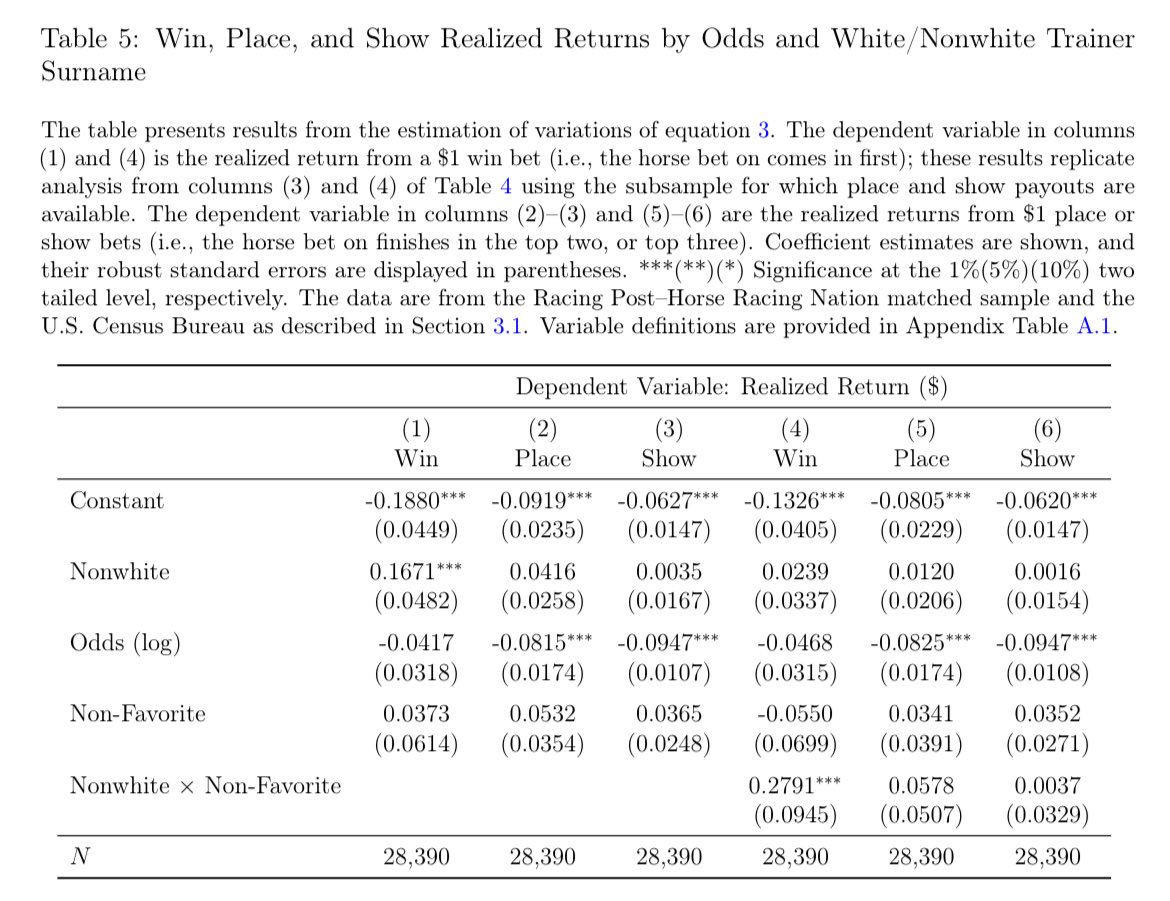 Table 5: Win, Place, and Show Realized Returns by Odds and White/Nonwhite Trainer
Surname
The table presents results from the estimation of variations of equation 3. The dependent variable in columns
(1) and (4) is the realized return from a $1 win bet (i.e., the horse bet on comes in first); these results replicate
analysis from columns (3) and (4) of Table 4 using the subsample for which place and show payouts are
available. The dependent variable in columns (2)–(3) and (5)–(6) are the realized returns from $1 place or
show bets (i.e., the horse bet on finishes in the top two, or top three). Coefficient estimates are shown, and
their robust standard errors are displayed in parentheses. ***(**)(*) Significance at the 1%(5%)(10%) two
tailed level, respectively. The data are from the Racing Post–Horse Racing Nation matched sample and the
U.S. Census Bureau as described in Section 3.1. Variable definitions are provided in Appendix Table A.1.
Dependent Variable: Realized Return ($)
(1) (2) (3) (4) (5) (6)
Win Place Show Win Place Show
Constant -0.1880*** -0.0919*** -0.0627*** -0.1326*** -0.0805*** -0.0620***
(0.0449) (0.0235) (0.0147) (0.0405) (0.0229) (0.0147)
Nonwhite 0.1671*** 0.0416 0.0035 0.0239 0.0120 0.0016
(0.0482) (0.0258) (0.0167) (0.0337) (0.0206) (0.0154)
Odds (log) -0.0417 -0.0815*** -0.0947*** -0.0468 -0.0825*** -0.0947***
(0.0318) (0.0174) (0.0107) (0.0315) (0.0174) (0.0108)
Non-Favorite 0.0373 0.0532 0.0365 -0.0550 0.0341 0.0352
(0.0614) (0.0354) (0.0248) (0.0699) (0.0391) (0.0271)
Nonwhite × Non-Favorite 0.2791*** 0.0578 0.0037
(0.0945) (0.0507) (0.0329)
N 28,390 28,390 28,390 28,390 28,390 28,390